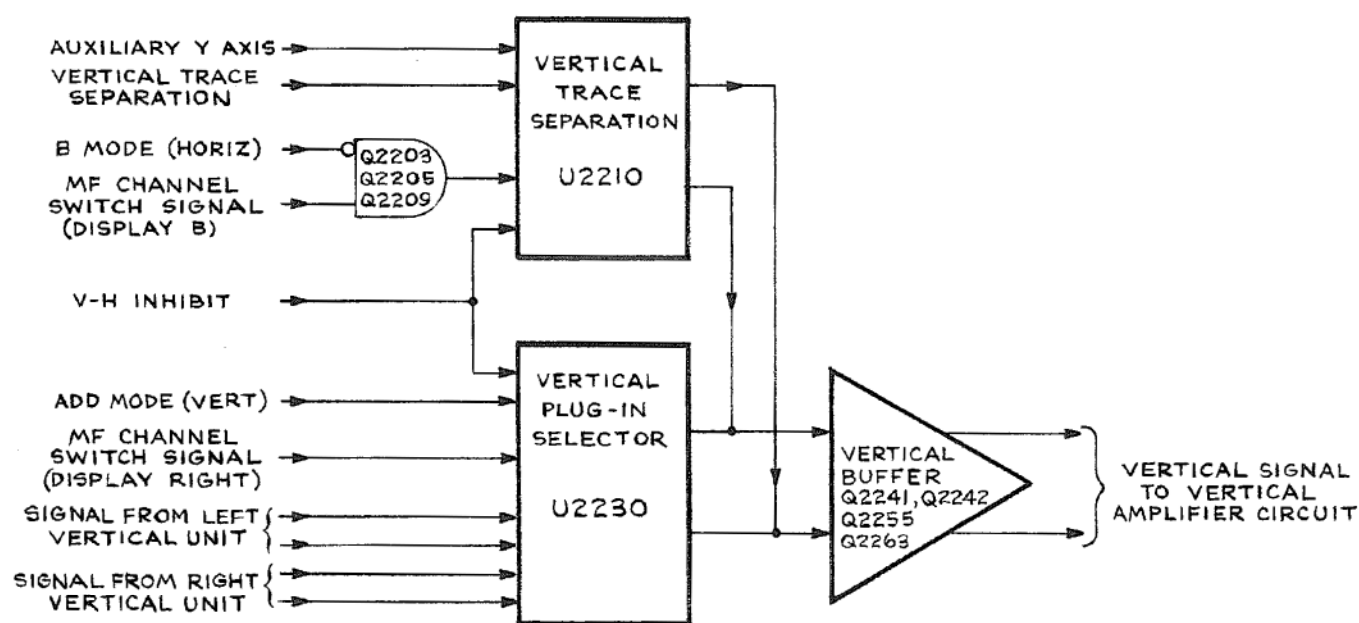 AUXILIARY Y AXIS
VERTICAL TRACE
SEPARATION
B MODE (HORIZ)
MF CHANNEL
SWITCH SIGNAL
(DISPLAY B)
V-H INHIBIT
ADD MODE (VERT)
MF CHANNEL
SWITCH SIGNAL
(DISPLAY RIGHT)
SIGNAL FROM LEFT
VERTICAL UNIT
SIGNAL FROM RIGHT
VERTICAL UNIT
Q2203
Q2205
Q2209
VERTICAL
TRACE
SEPARATION
U2210
VERTICAL
PLUG-IN
SELECTOR
U2230
VERTICAL
BUFFER
Q2241, Q2242
Q2255
Q2263
VERTICAL SIGNAL
TO VERTICAL
AMPLIFIER CIRCUIT